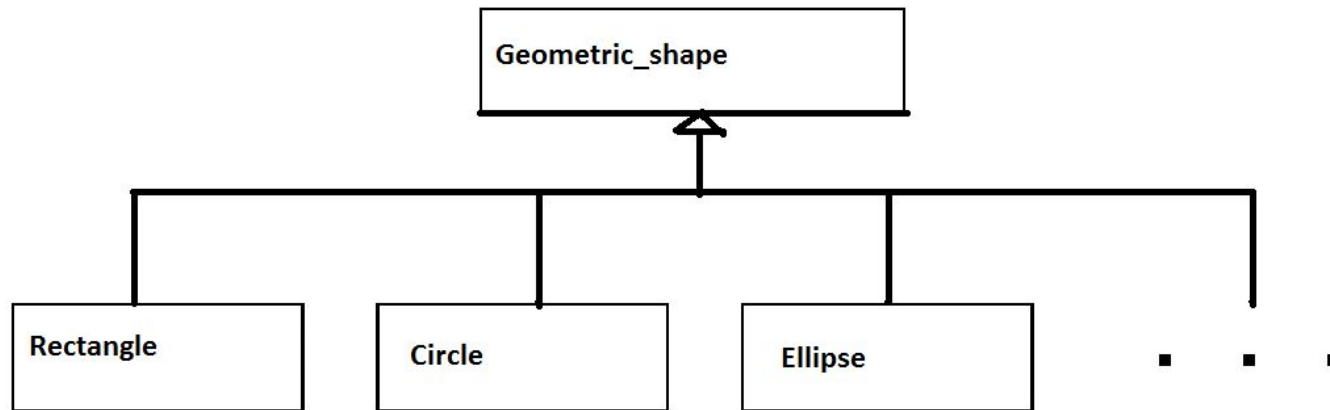 Geometric_shape
Rectangle
Circle
Ellipse
. . .